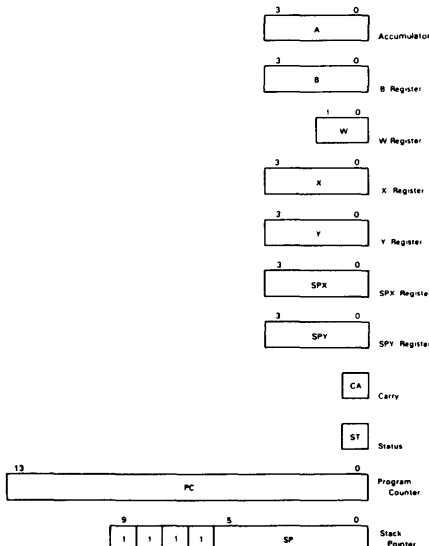 3 0
A
Accumulator
3 0
B
B Register
1 0
W
W Register
3 0
X
X Register
3 0
Y
Y Register
3 0
SPX
SPX Register
3 0
SPY
SPY Register
CA
Carry
ST
Status
13 0
PC
Program
Counter
9 5 0
1 1 1 1 SP
Stack
Pointer